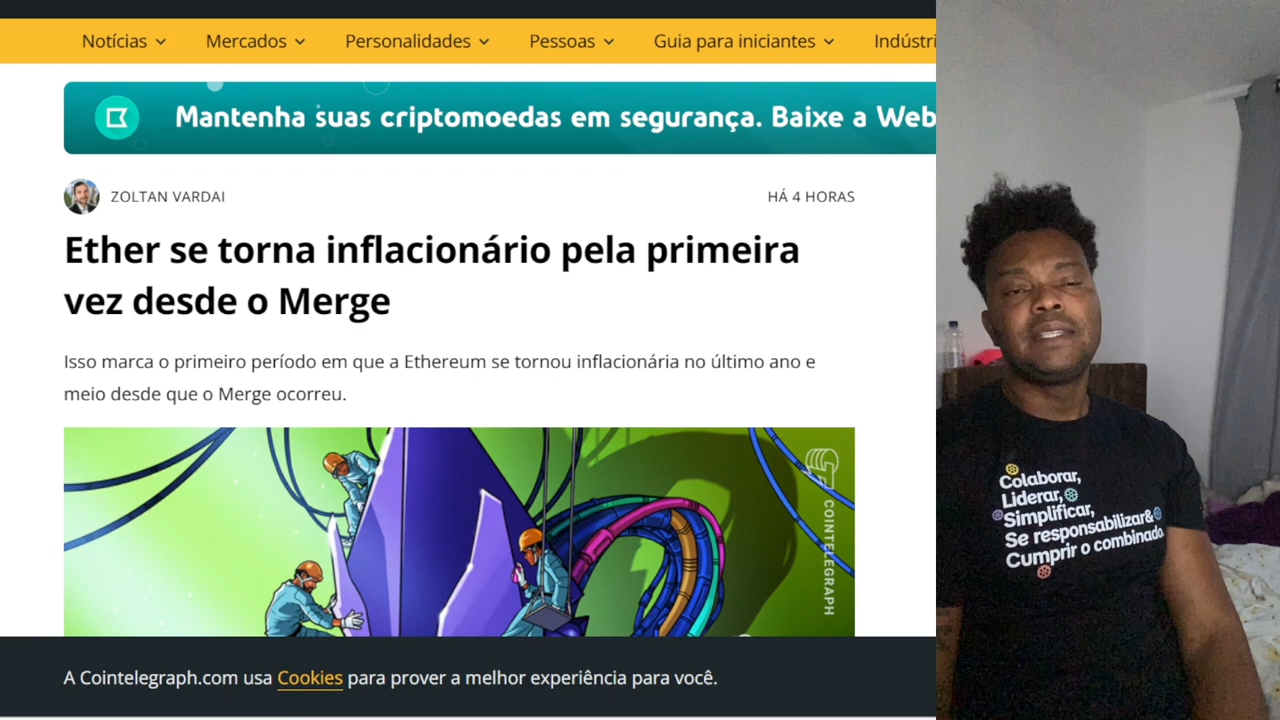 Notícias Mercados Personalidades Pessoas Guia para iniciantes Indústri
Mantenha suas criptomoedas em segurança. Baixe a Web
ZOLTAN VARDAI HÁ 4 HORAS
Ether se torna inflacionário pela primeira
vez desde o Merge
Isso marca o primeiro período em que a Ethereum se tornou inflacionária no último ano e
meio desde que o Merge ocorreu.
COINTELEGRAPH
A Cointelegraph.com usa Cookies para prover a melhor experiência para você.
Colaborar,
Liderar,
Simplificar,
Se responsabilizar&
Cumprir o combinado.